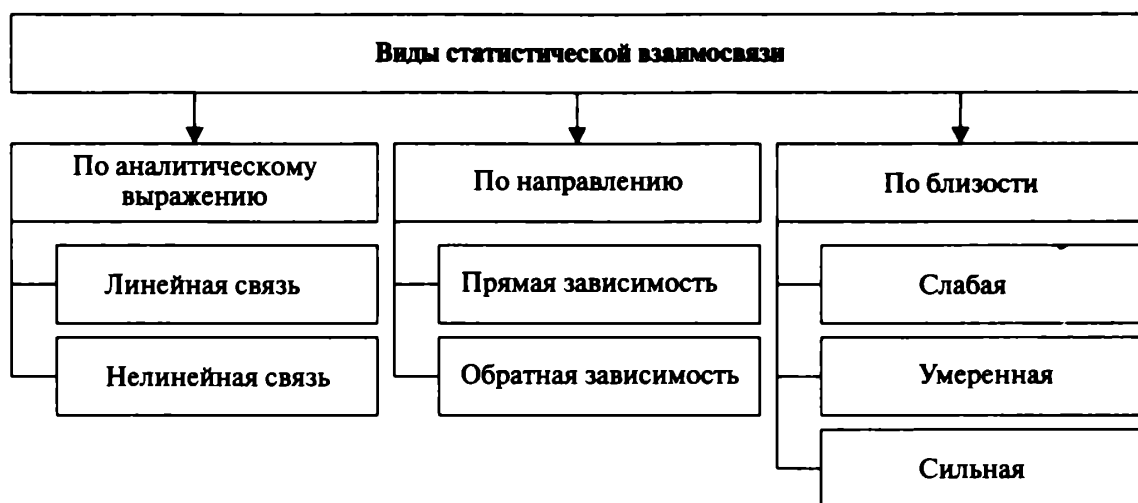 Виды статистической взаимосвязи
По аналитическому
выражению
Линейная связь
Нелинейная связь
По направлению
Прямая зависимость
Обратная зависимость
По близости
Слабая
Умеренная
Сильная